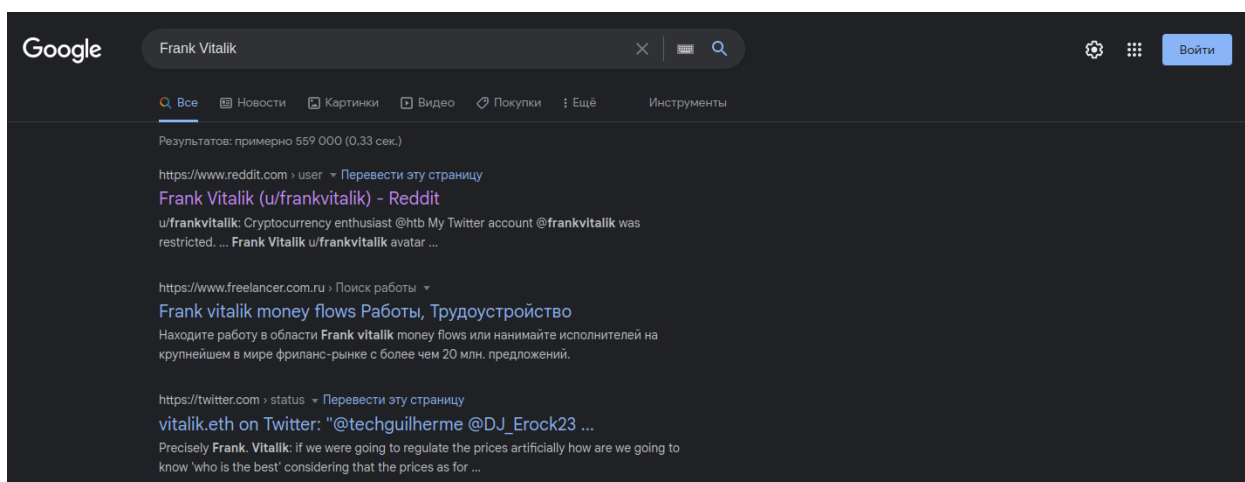 Google
Frank Vitalik
Войти
Все Новости Картинки Видео Покупки Ещё Инструменты
Результатов: примерно 559 000 (0,33 сек.)
https://www.reddit.com › user Перевести эту страницу
Frank Vitalik (u/frankvitalik) - Reddit
u/frankvitalik: Cryptocurrency enthusiast @htb My Twitter account @frankvitalik was
restricted. ... Frank Vitalik u/frankvitalik avatar ...
https://www.freelancer.com.ru › Поиск работы
Frank vitalik money flows Работы, Трудоустройство
Находите работу в области Frank vitalik money flows или нанимайте исполнителей на
крупнейшем в мире фриланс-рынке с более чем 20 млн. предложений.
https://twitter.com › status Перевести эту страницу
vitalik.eth on Twitter: "@techguilherme @DJ_Erock23 ...
Precisely Frank. Vitalik: if we were going to regulate the prices artificially how are we going to
know 'who is the best' considering that the prices as for ...